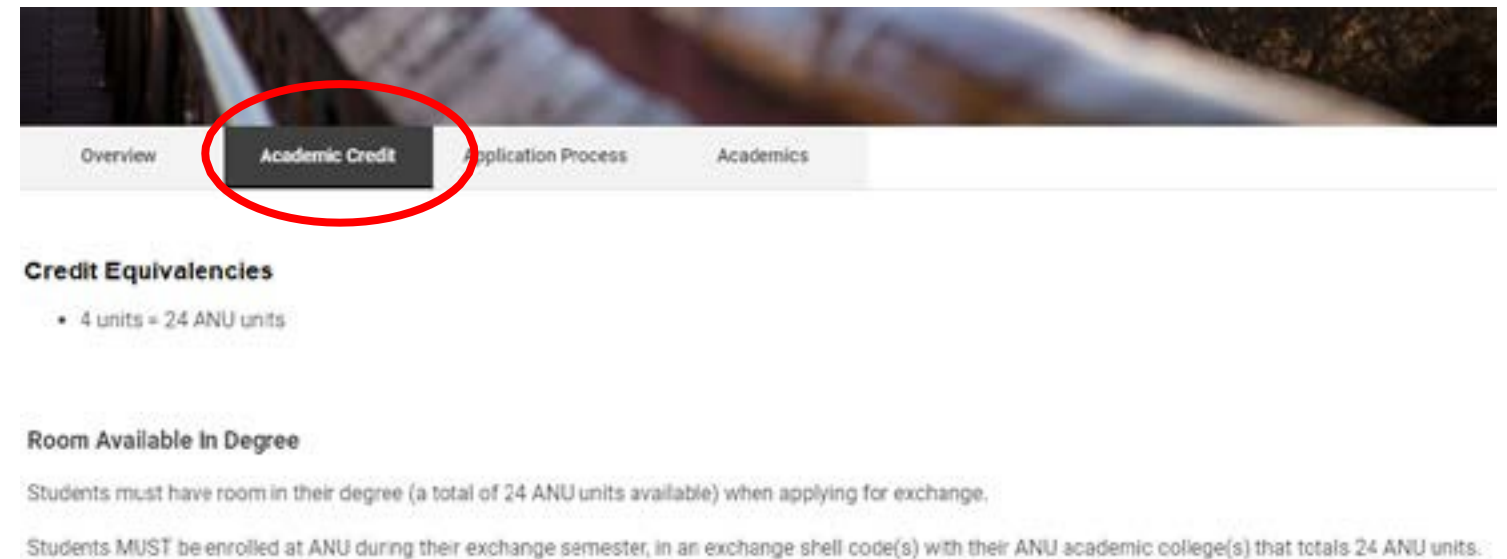 Overview Academic Credit Application Process Academics
Credit Equivalencies
• 4 units = 24 ANU units
Room Available In Degree
Students must have room in their degree (a total of 24 ANU units available) when applying for exchange.
Students MUST be enrolled at ANU during their exchange semester, in an exchange shell code(s) with their ANU academic college(s) that totals 24 ANU units.